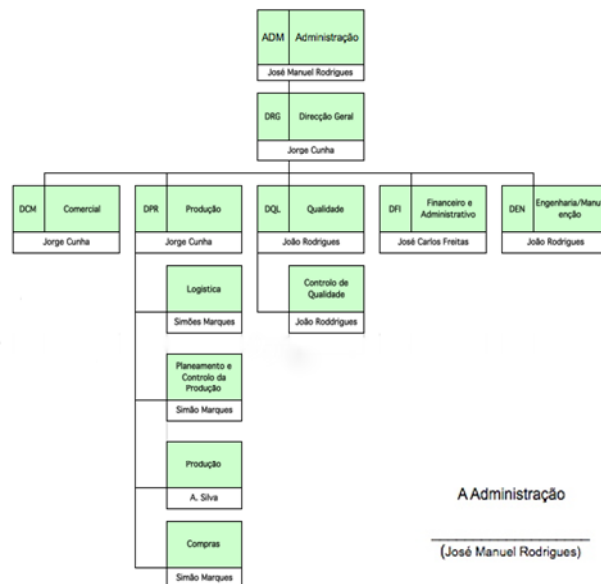 ADM Administração
José Manuel Rodrigues
DRG Direcção Geral
Jorge Cunha
DCM Comercial
Jorge Cunha
DPR Produção
Jorge Cunha
DQL Qualidade
João Rodrigues
DFI Financeiro e
Administrativo
José Carlos Freitas
DEN Engenharia/Manut
enção
João Rodrigues
Logistica
Simões Marques
Controlo de
Qualidade
João Roddrigues
Planeamento e
Controlo da
Produção
Simão Marques
Produção
A. Silva
Compras
Simão Marques
A Administração
(José Manuel Rodrigues)